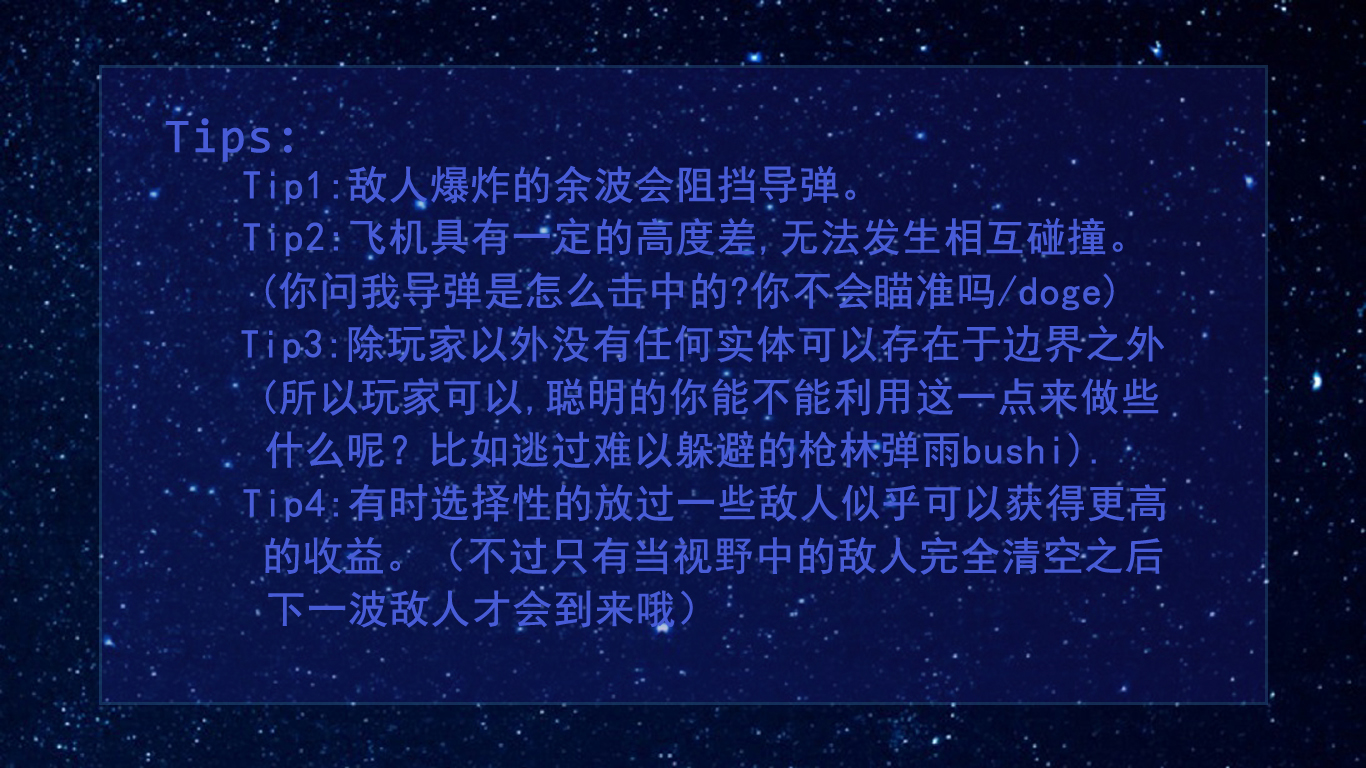 Tips:
Tip1:敌人爆炸的余波会阻挡导弹。
Tip2:飞机具有一定的高度差,无法发生相互碰撞。
(你问我导弹是怎么击中的?你不会瞄准吗/doge)
Tip3:除玩家以外没有任何实体可以存在于边界之外
(所以玩家可以,聪明的你能不能利用这一点来做些
什么呢？比如逃过难以躲避的枪林弹雨bushi).
Tip4:有时选择性的放过一些敌人似乎可以获得更高
的收益。（不过只有当视野中的敌人完全清空之后
下一波敌人才会到来哦）